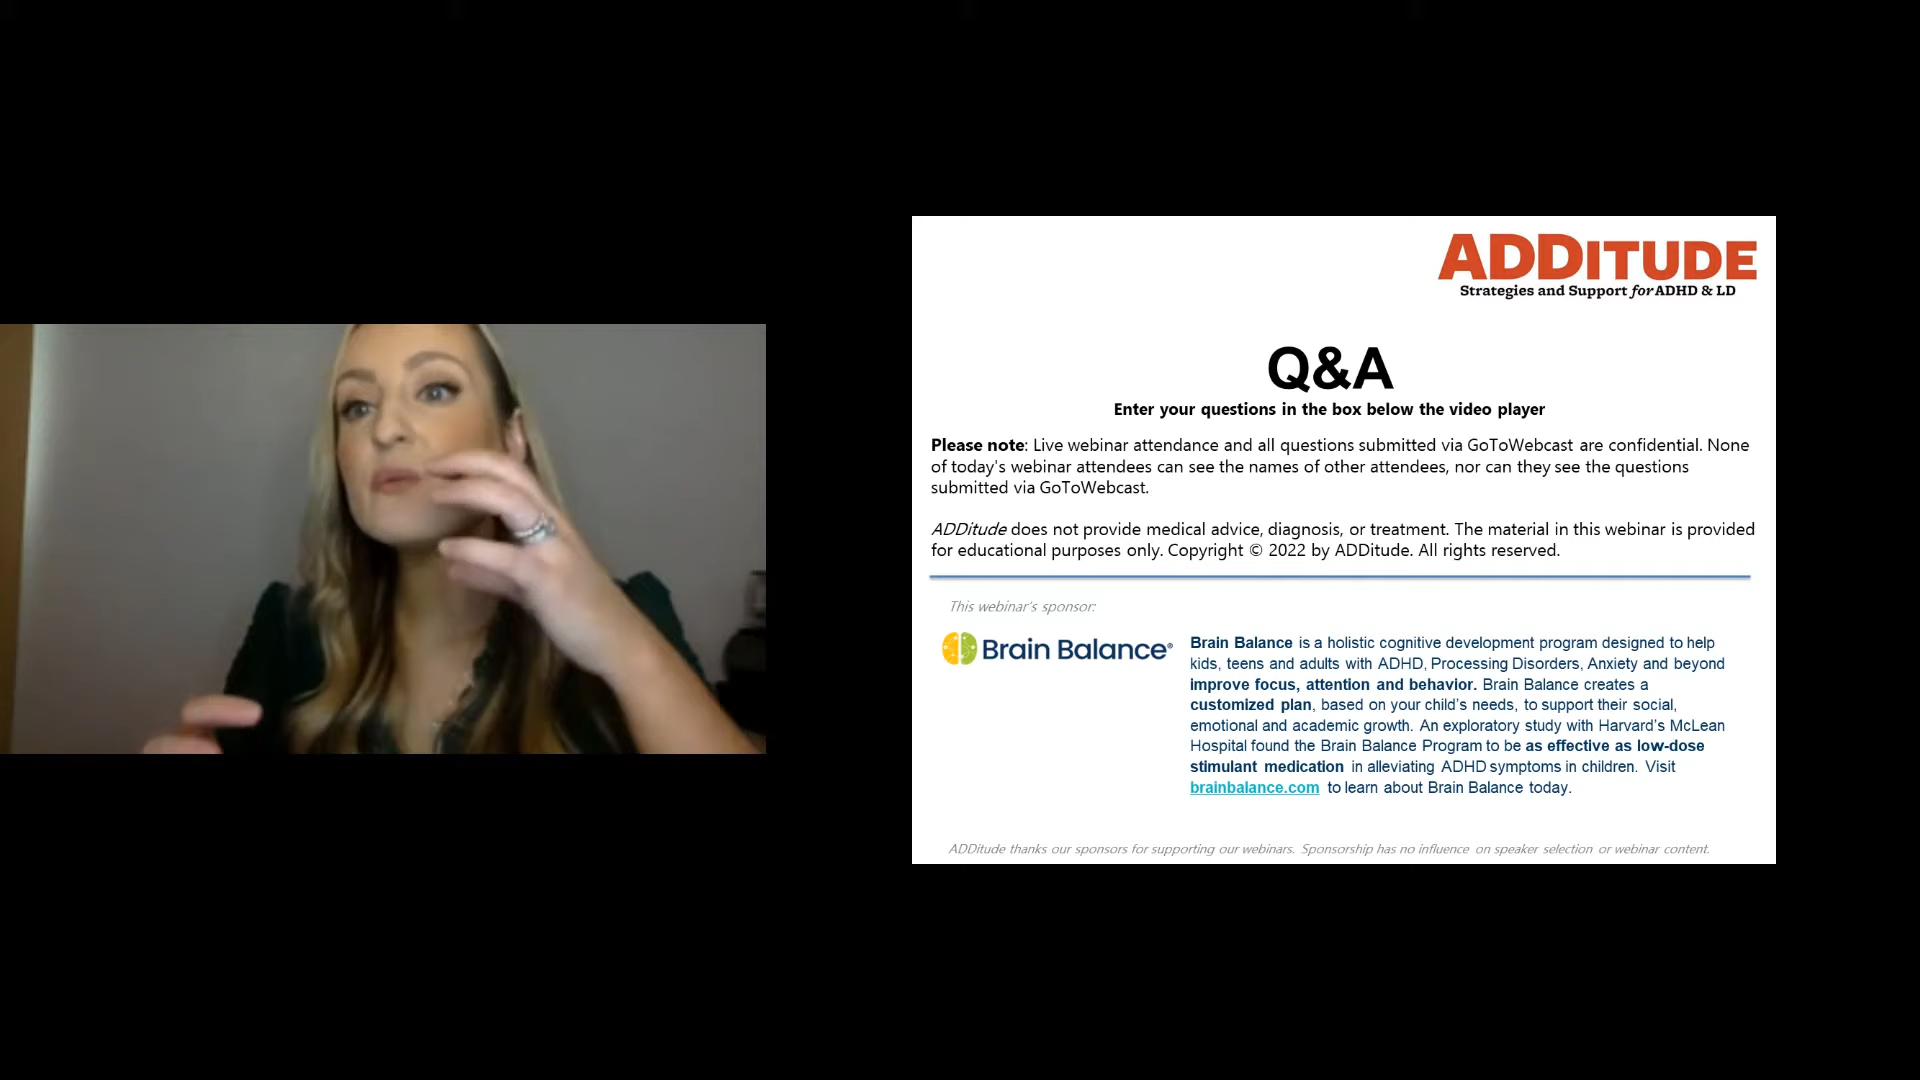 ADDITUDE
Strategies and Support for ADHD & LD
Q&A
Enter your questions in the box below the video player
Please note: Live webinar attendance and all questions submitted via GoToWebcast are confidential. None
of today's webinar attendees can see the names of other attendees, nor can they see the questions
submitted via GoToWebcast.
ADDitude does not provide medical advice, diagnosis, or treatment. The material in this webinar is provided
for educational purposes only. Copyright © 2022 by ADDitude. All rights reserved.
This webinar's sponsor:
Brain Balance®
Brain Balance is a holistic cognitive development program designed to help
kids, teens and adults with ADHD, Processing Disorders, Anxiety and beyond
improve focus, attention and behavior. Brain Balance creates a
customized plan, based on your child's needs, to support their social,
emotional and academic growth. An exploratory study with Harvard's McLean
Hospital found the Brain Balance Program to be as effective as low-dose
stimulant medication in alleviating ADHD symptoms in children. Visit
brainbalance.com to learn about Brain Balance today.
ADDitude thanks our sponsors for supporting our webinars. Sponsorship has no influence on speaker selection or webinar content.